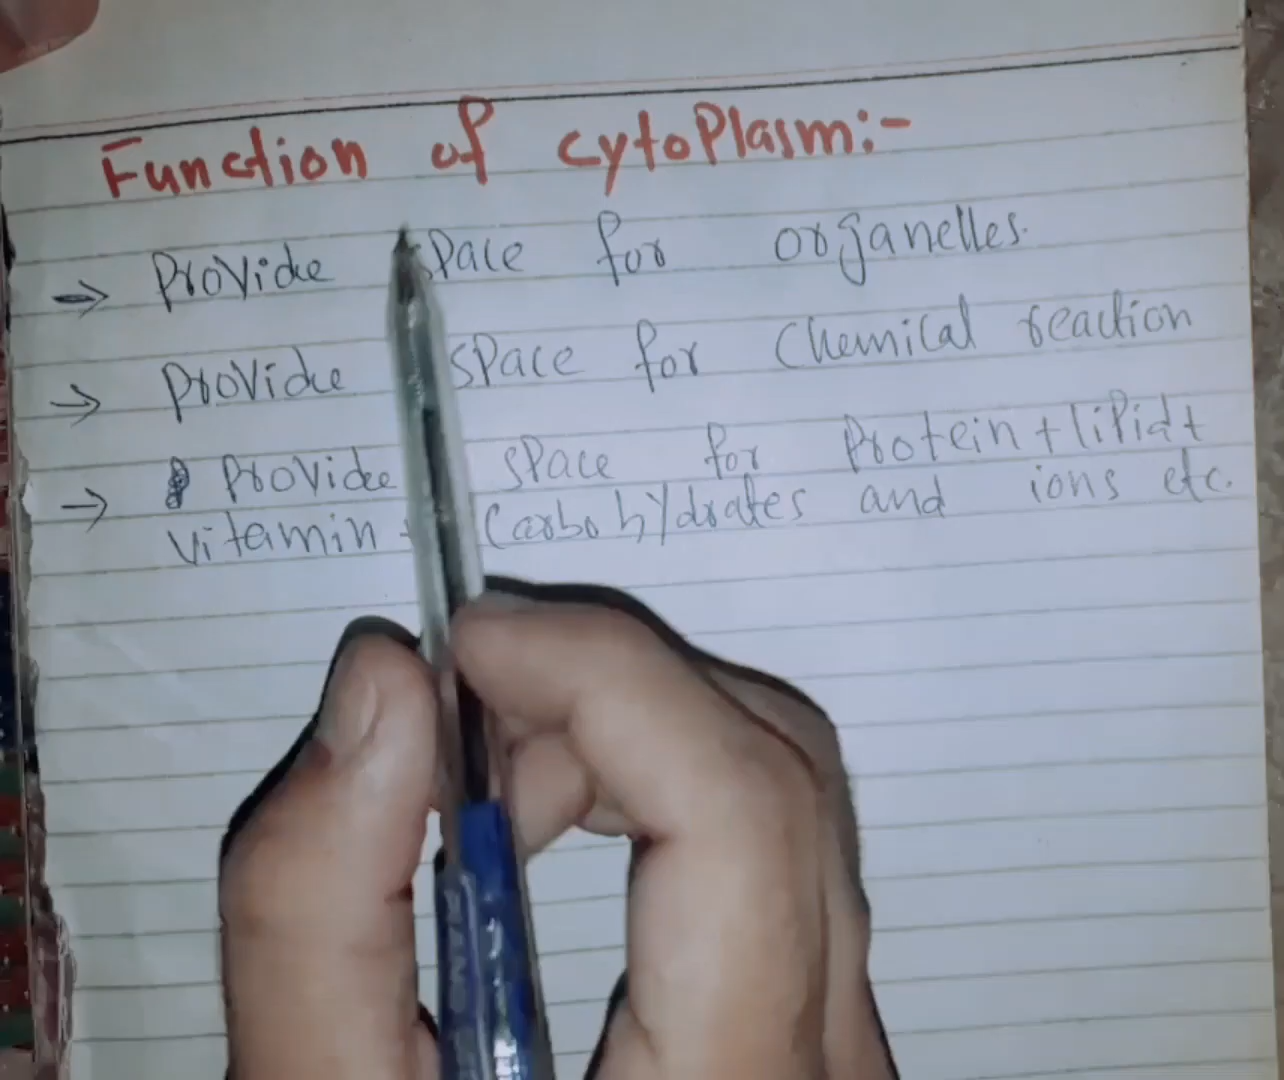 Function of cytoPlasm:-
→ Provide space for organelles.
→ Provide space for Chemical reaction
→ Provide space for Protein + lipid +
vitamin + Carbohydrates and ions etc.